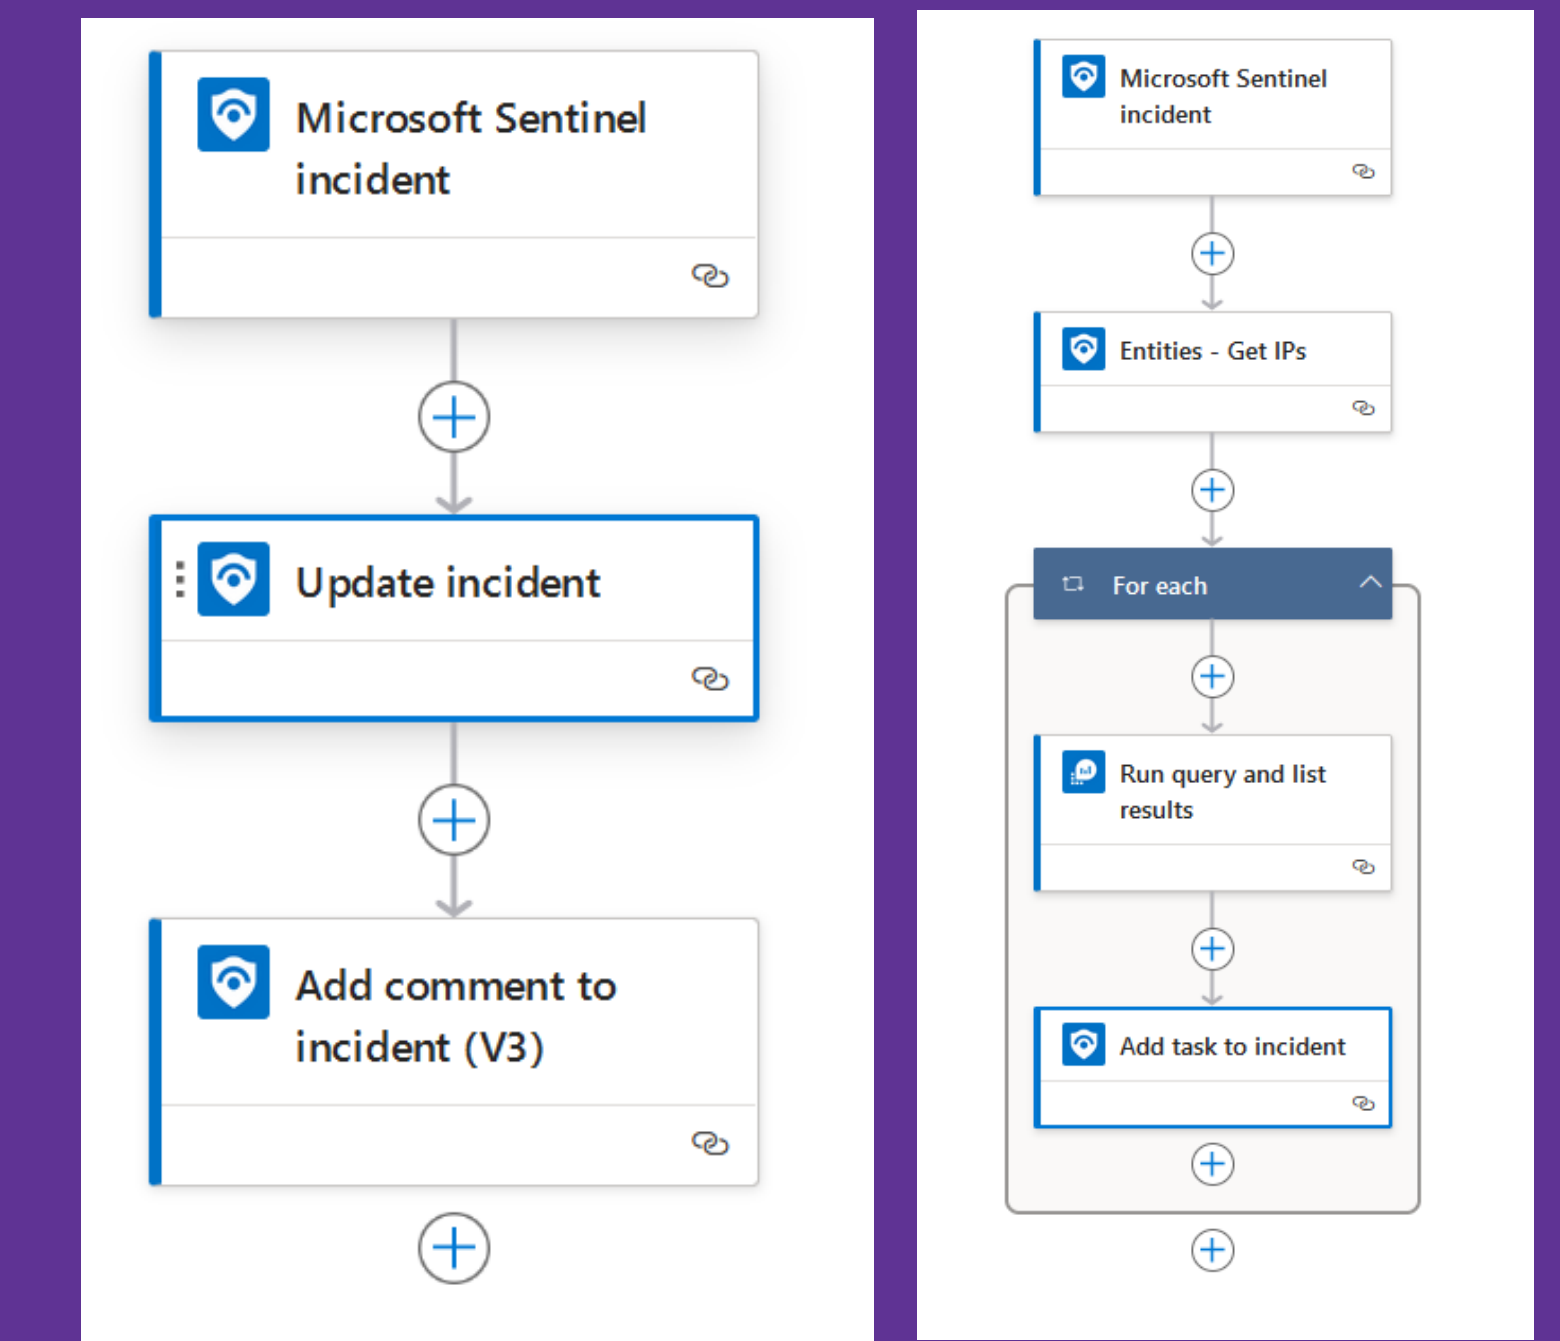 Microsoft Sentinel
incident
Update incident
Add comment to
incident (V3)
Microsoft Sentinel
incident
Entities - Get IPs
For each
Run query and list
results
Add task to incident